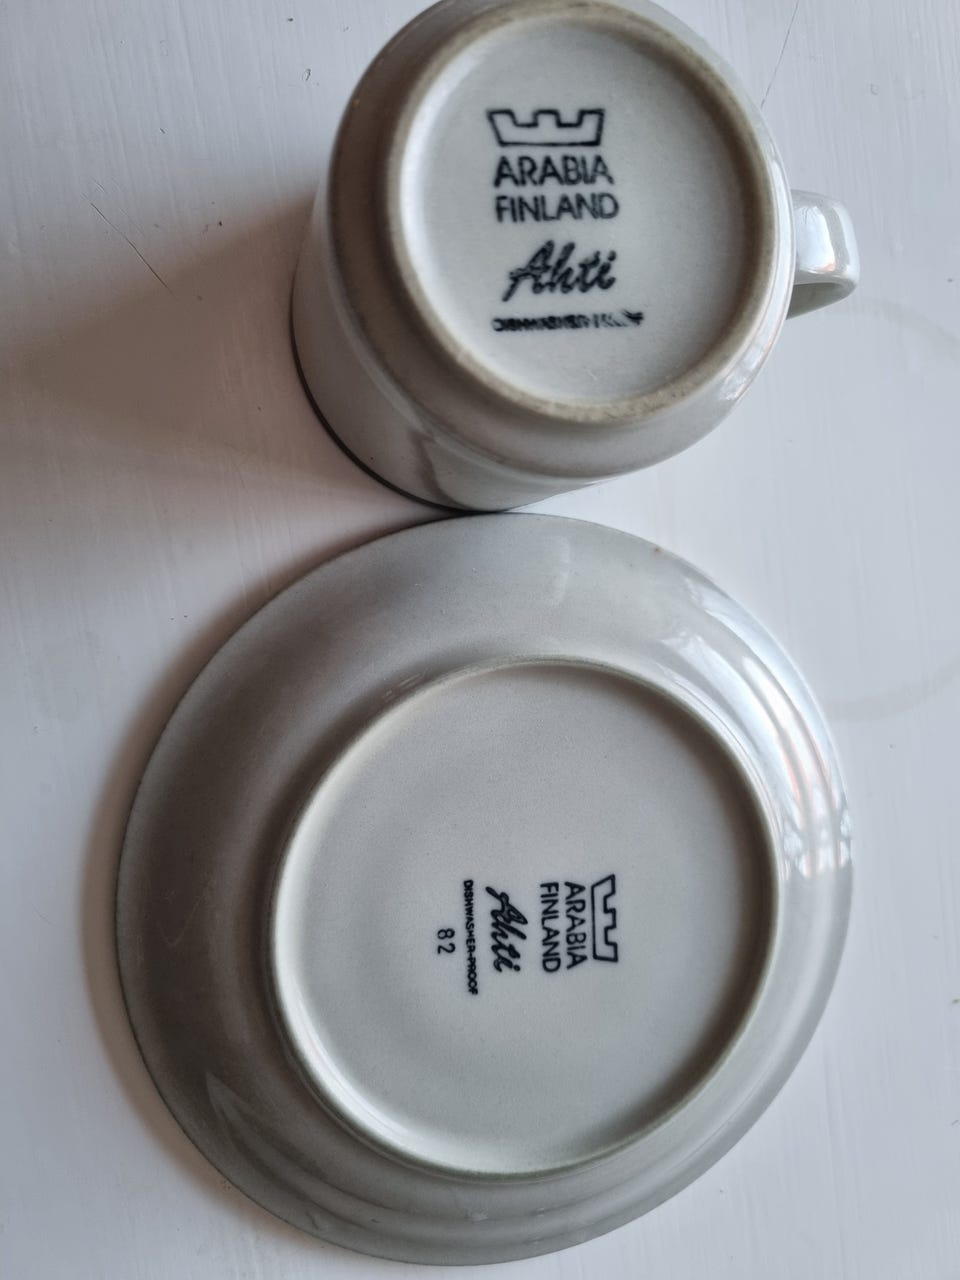 ARABIA
FINLAND
Ahti
ARABIA
FINLAND
Ahti
DISHWASHER-PROOF
82